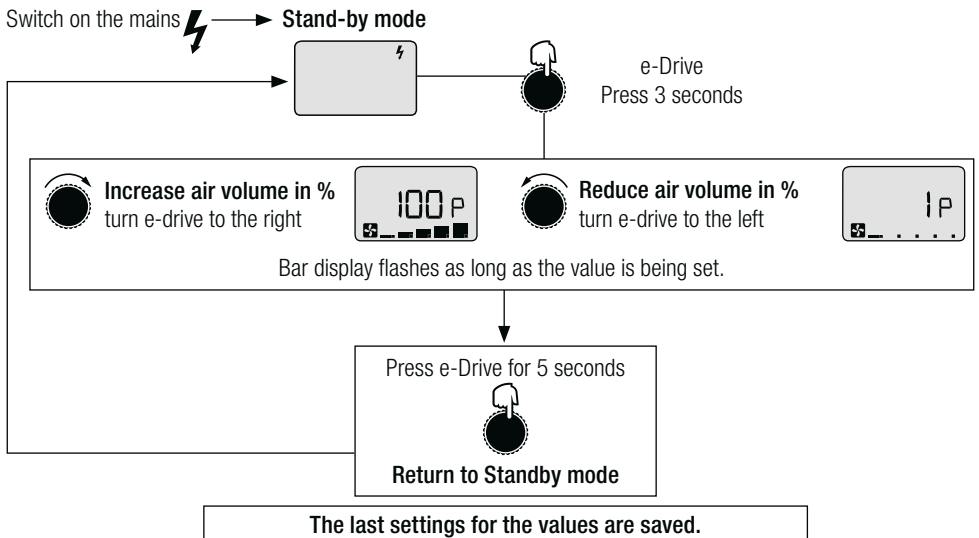 Switch on the mains
Stand-by mode
e-Drive
Press 3 seconds
Increase air volume in %
turn e-drive to the right
100 P
Reduce air volume in %
turn e-drive to the left
1 P
Bar display flashes as long as the value is being set.
Press e-Drive for 5 seconds
Return to Standby mode
The last settings for the values are saved.